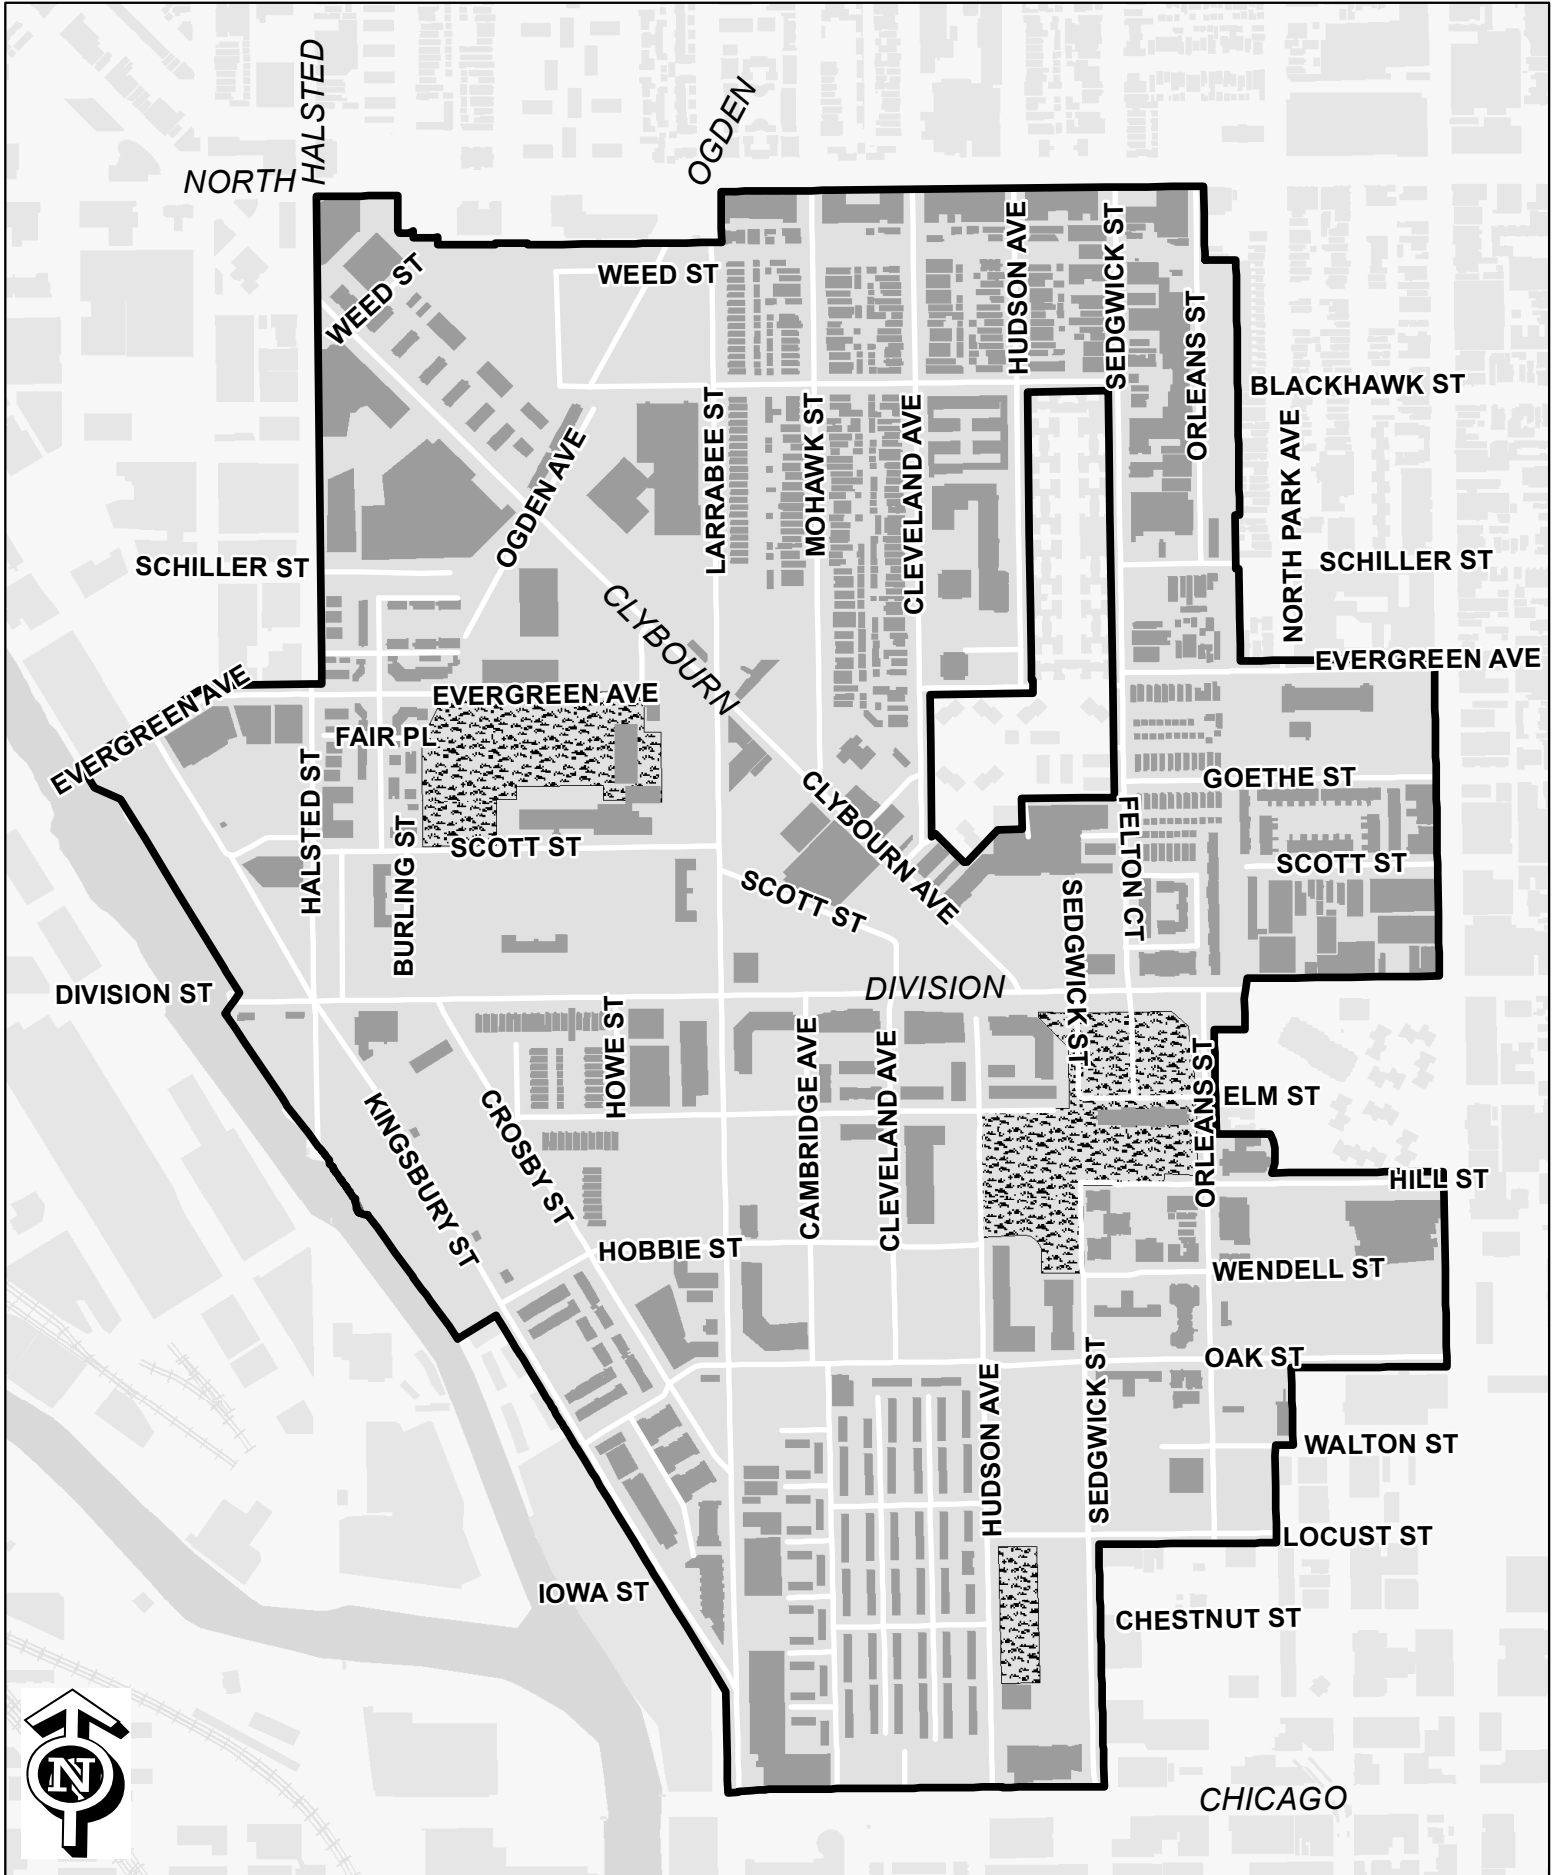 HALSTED
OGDEN
NORTH
HUDSON AVE
SEDGWICK ST
WEED ST
WEED ST
ORLEANS ST
BLACKHAWK ST
LARRABEE ST
MOHAWK ST
CLEVELAND AVE
NORTH PARK AVE
OGDEN AVE
SCHILLER ST
SCHILLER ST
CLYBOURN
EVERGREEN AVE
EVERGREEN AVE
EVERGREEN AVE
FAIR PL
HALSTED ST
GOETHE ST
CLYBOURN AVE
FELTON CT
BURLING ST
SCOTT ST
SCOTT ST
SCOTT ST
SEDGWICK ST
DIVISION ST
DIVISION
HOWE ST
CAMBRIDGE AVE
CLEVELAND AVE
ORLEANS ST
ELM ST
KINGSBURY ST
CROSBY ST
HILL ST
HOBBIE ST
WENDELL ST
OAK ST
HUDSON AVE
SEDGWICK ST
WALTON ST
LOCUST ST
IOWA ST
CHESTNUT ST
N
CHICAGO